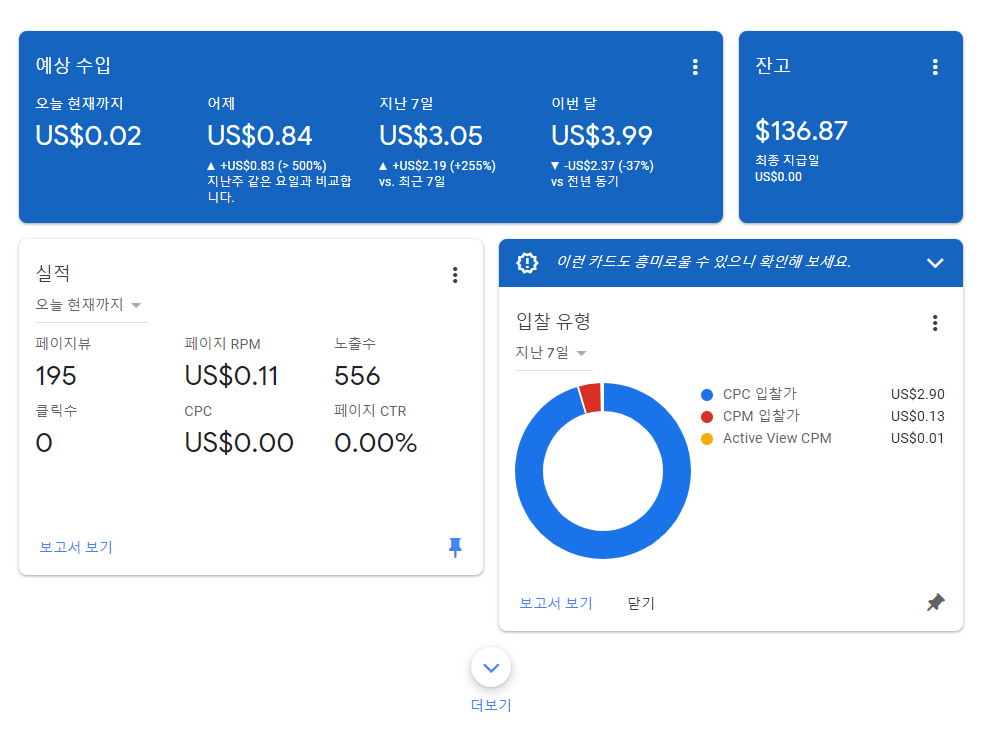 예상 수입
오늘 현재까지
US$0.02
어제
US$0.84
▲ +US$0.83 (> 500%)
지난주 같은 요일과 비교합
니다.
지난 7일
US$3.05
▲ +US$2.19 (+255%)
vs. 최근 7일
이번 달
US$3.99
▼ -US$2.37 (-37%)
vs 전년 동기
잔고
$136.87
최종 지급일
US$0.00
실적
오늘 현재까지
페이지뷰
195
페이지 RPM
US$0.11
노출수
556
클릭수
0
CPC
US$0.00
페이지 CTR
0.00%
보고서 보기
이런 카드도 흥미로울 수 있으니 확인해 보세요.
입찰 유형
지난 7일
CPC 입찰가 US$2.90
CPM 입찰가 US$0.13
Active View CPM US$0.01
보고서 보기 닫기
더보기